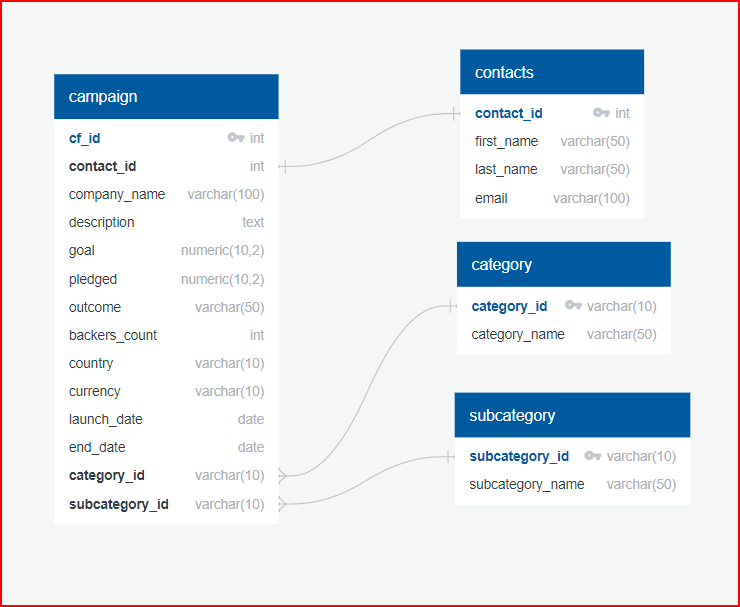 campaign
cf_id int
contact_id int
company_name varchar(100)
description text
goal numeric(10,2)
pledged numeric(10,2)
outcome varchar(50)
backers_count int
country varchar(10)
currency varchar(10)
launch_date date
end_date date
category_id varchar(10)
subcategory_id varchar(10)
contacts
contact_id int
first_name varchar(50)
last_name varchar(50)
email varchar(100)
category
category_id varchar(10)
category_name varchar(50)
subcategory
subcategory_id varchar(10)
subcategory_name varchar(50)